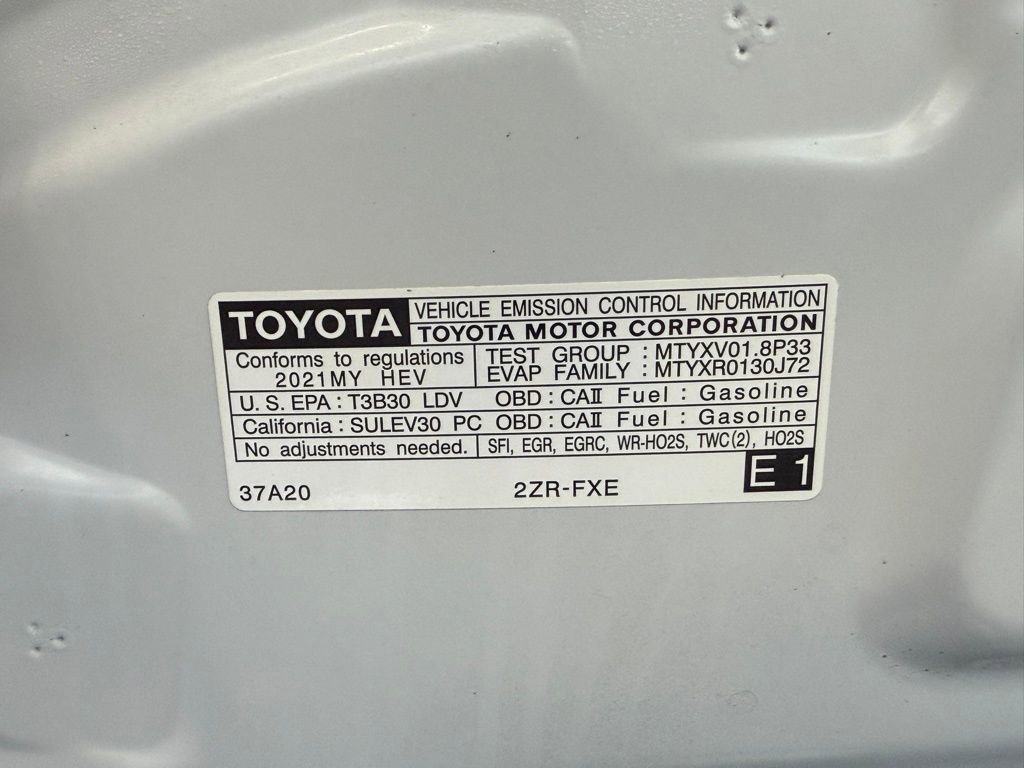 TOYOTA
VEHICLE EMISSION CONTROL INFORMATION
TOYOTA MOTOR CORPORATION
Conforms to regulations
2021MY HEV
TEST GROUP : MTYXV01.8P33
EVAP FAMILY : MTYXR0130J72
U.S.EPA : T3B30 LDV OBD : CAⅡ Fuel : Gasoline
California : SULEV30 PC OBD : CAⅡ Fuel : Gasoline
No adjustments needed. SFI, EGR, EGRC, WR-HO2S, TWC(2), HO2S
37A20 2ZR-FXE E 1